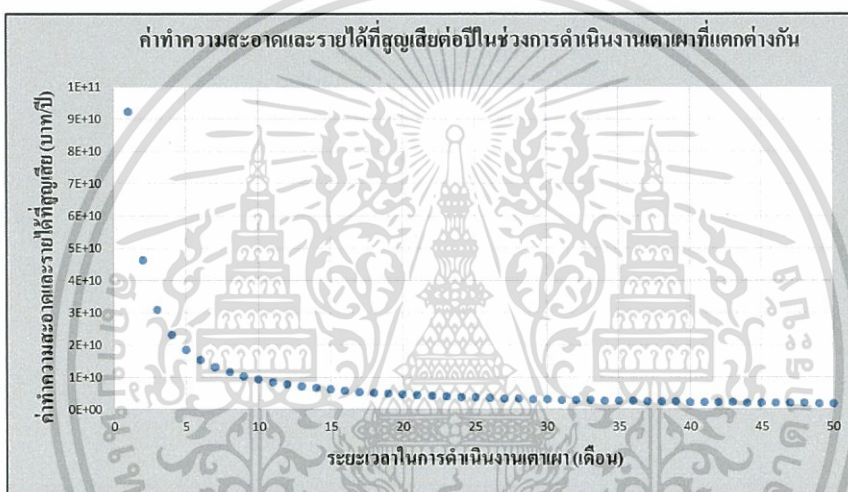 ค่าทำความสะอาดและรายได้ที่สูญเสียต่อปีในช่วงการดำเนินงานเตาเผาที่แตกต่างกัน
ค่าทำความสะอาดและรายได้ที่สูญเสีย (บาท/ปี)
1E+11
9E+10
8E+10
7E+10
6E+10
5E+10
4E+10
3E+10
2E+10
1E+10
0E+00
0 5 10 15 20 25 30 35 40 45 50
ระยะเวลาในการดำเนินงานเตาเผา (เดือน)